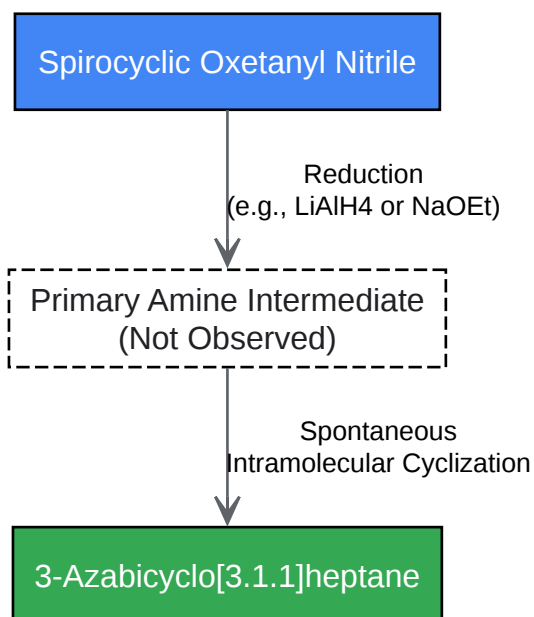 Spirocyclic Oxetanyl Nitrile
Reduction
(e.g., LiAlH4 or NaOEt)
Primary Amine Intermediate
(Not Observed)
Spontaneous
Intramolecular Cyclization
3-Azabicyclo[3.1.1]heptane